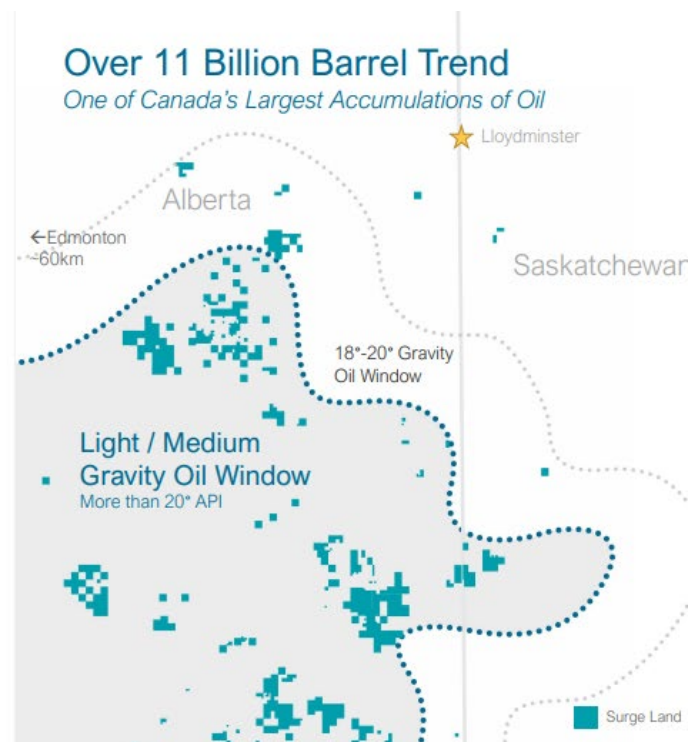 Over 11 Billion Barrel Trend
One of Canada's Largest Accumulations of Oil
Lloydminster
Alberta
←Edmonton
~60km
Saskatchewan
18°-20° Gravity
Oil Window
Light / Medium
Gravity Oil Window
More than 20° API
Surge Land